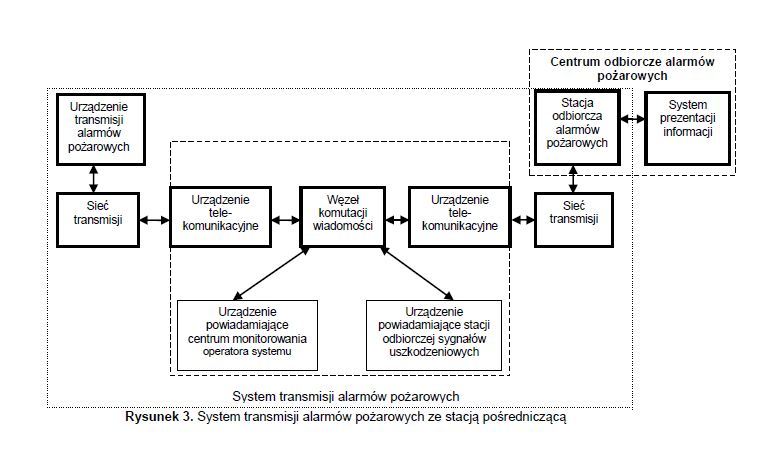 Centrum odbiorcze alarmów
pożarowych
Urządzenie
transmisji
alarmów
pożarowych
Stacja
odbiorcza
alarmów
pożarowych
System
prezentacji
informacji
Sieć
transmisji
Urządzenie
tele-
komunikacyjne
Węzeł
komutacji
wiadomości
Urządzenie
tele-
komunikacyjne
Sieć
transmisji
Urządzenie
powiadamiające
centrum monitorowania
operatora systemu
Urządzenie
powiadamiające stacji
odbiorczej sygnałów
uszkodzeniowych
System transmisji alarmów pożarowych
Rysunek 3. System transmisji alarmów pożarowych ze stacją pośredniczącą